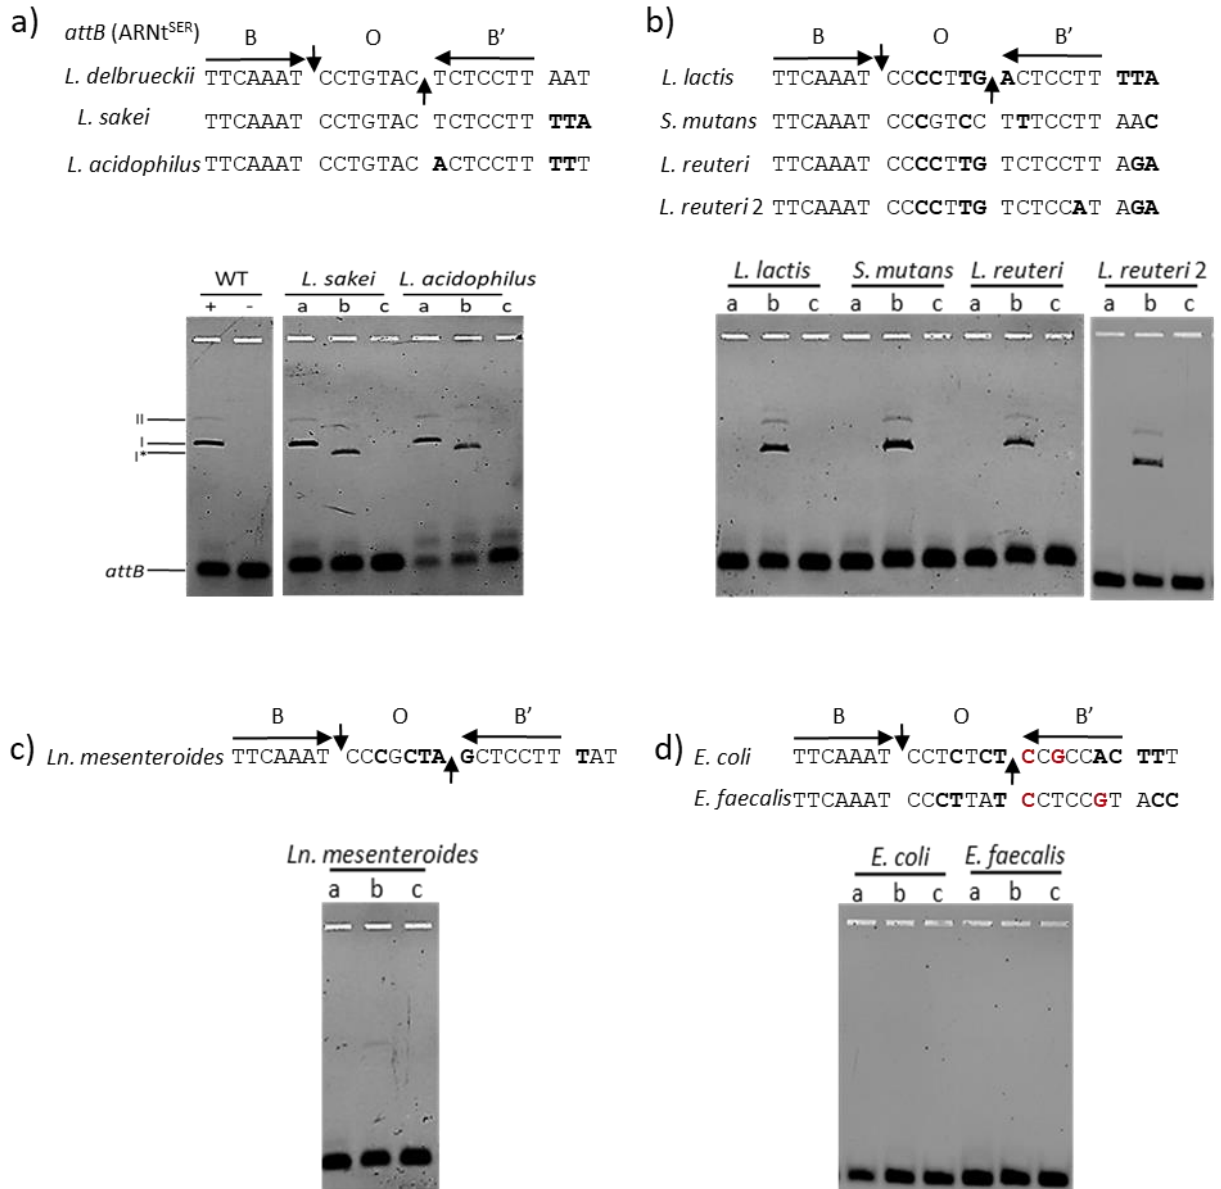 a)
attB (ARNtSER)
B O B’
L. delbrueckii TTCAAAT CCTGTAC TCTCCTT AAT
L. sakei TTCAAAT CCTGTAC TCTCCTT TTA
L. acidophilus TTCAAAT CCTGTAC ACTCCTT TTT
WT L. sakei L. acidophilus
+ - a b c a b c
II
I
I*
attB
b)
B O B’
L. lactis TTCAAAT CCCCTTG ACTCCTT TTA
S. mutans TTCAAAT CCCGTCC TTTCCTT AAC
L. reuteri TTCAAAT CCCCTTG TCTCCTT AGA
L. reuteri 2 TTCAAAT CCCCTTG TCTCCAT AGA
L. lactis S. mutans L. reuteri L. reuteri 2
a b c a b c a b c a b c
c)
B O B’
Ln. mesenteroides TTCAAAT CCCGCTA GCTCCTT TAT
Ln. mesenteroides
a b c
d)
B O B’
E. coli TTCAAAT CCTCTCT CCGCCAC TTT
E. faecalis TTCAAAT CCCTTAT CCTCCGT ACC
E. coli E. faecalis
a b c a b c